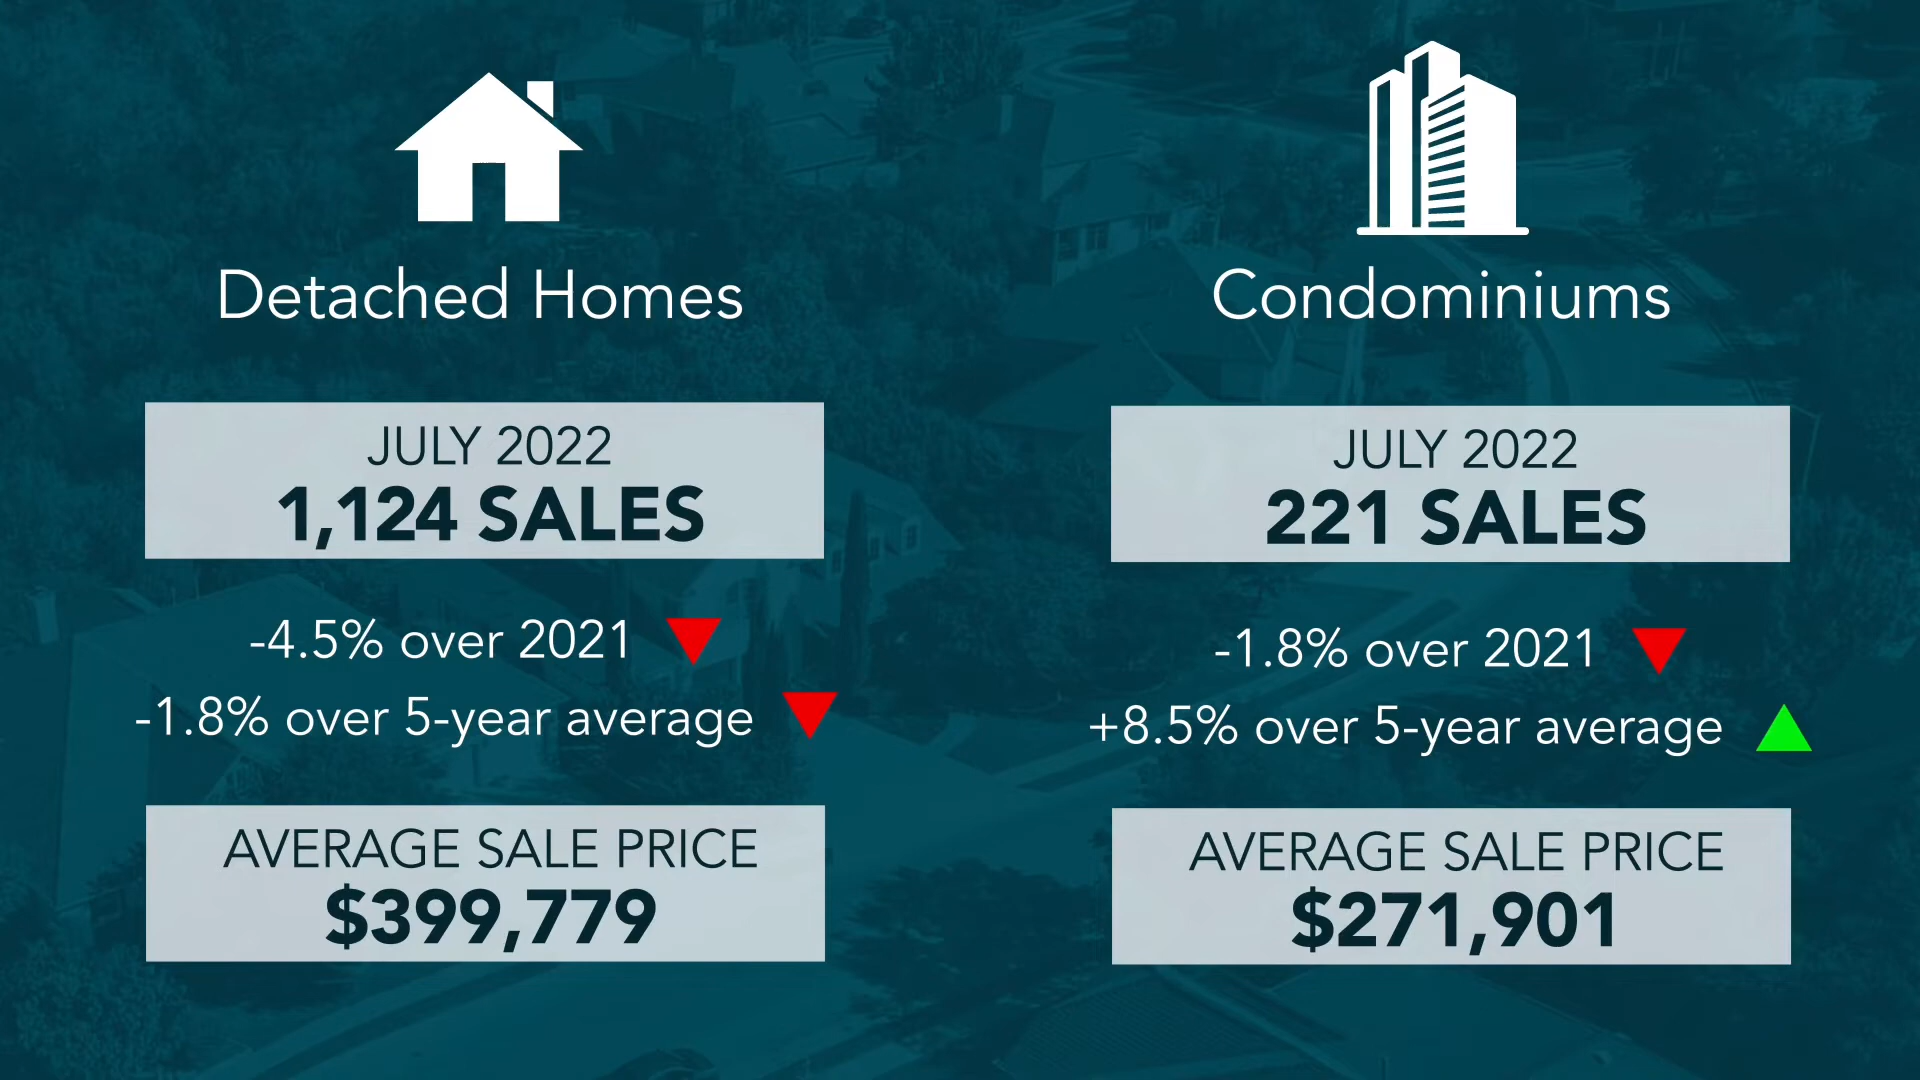 Detached Homes
JULY 2022
1,124 SALES
-4.5% over 2021
-1.8% over 5-year average
AVERAGE SALE PRICE
$399,779
Condominiums
JULY 2022
221 SALES
-1.8% over 2021
+8.5% over 5-year average
AVERAGE SALE PRICE
$271,901